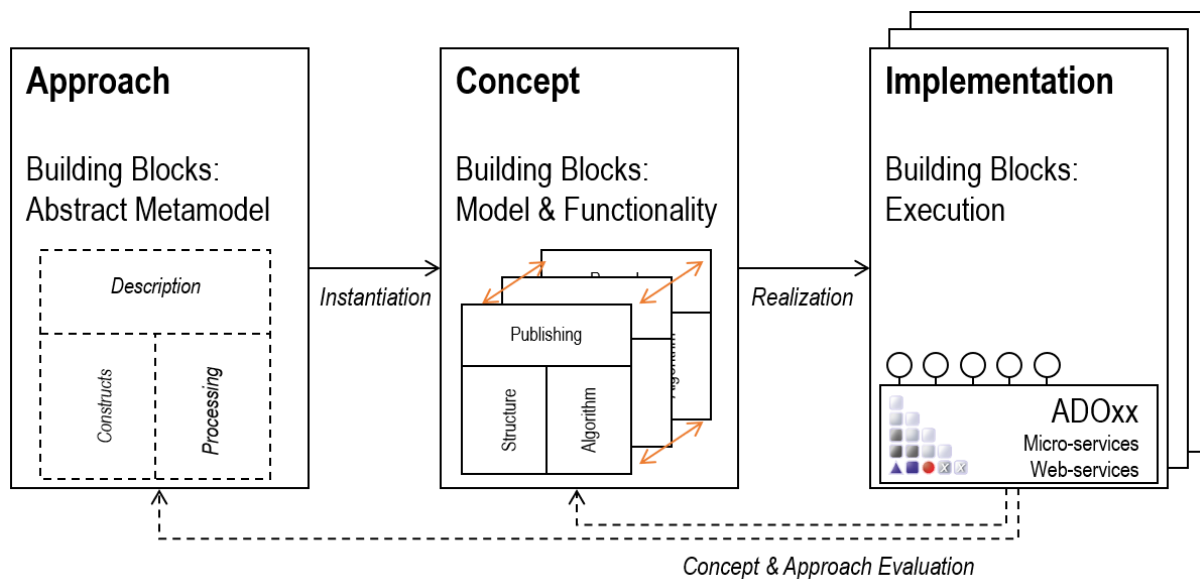 Approach
Building Blocks:
Abstract Metamodel
Description
Constructs
Processing
Instantiation
Concept
Building Blocks:
Model & Functionality
Publishing
Structure
Algorithm
Realization
Implementation
Building Blocks:
Execution
ADOxx
Micro-services
Web-services
X X
Concept & Approach Evaluation